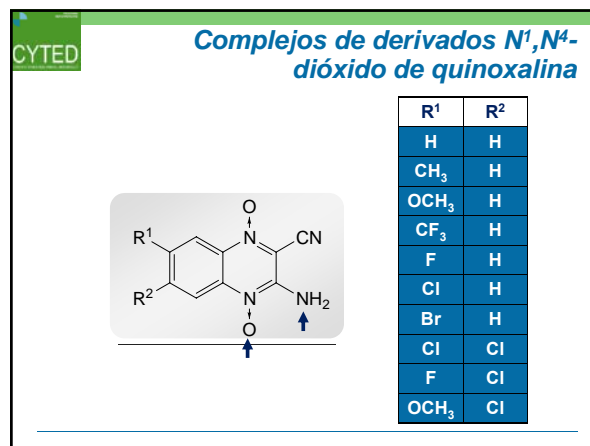 CYTED
Complejos de derivados N¹,N⁴-
dióxido de quinoxalina
R¹ R²
H H
CH₃ H
OCH₃ H
CF₃ H
F H
Cl H
Br H
Cl Cl
F Cl
OCH₃ Cl
O
R¹ N CN
R² N NH₂
O